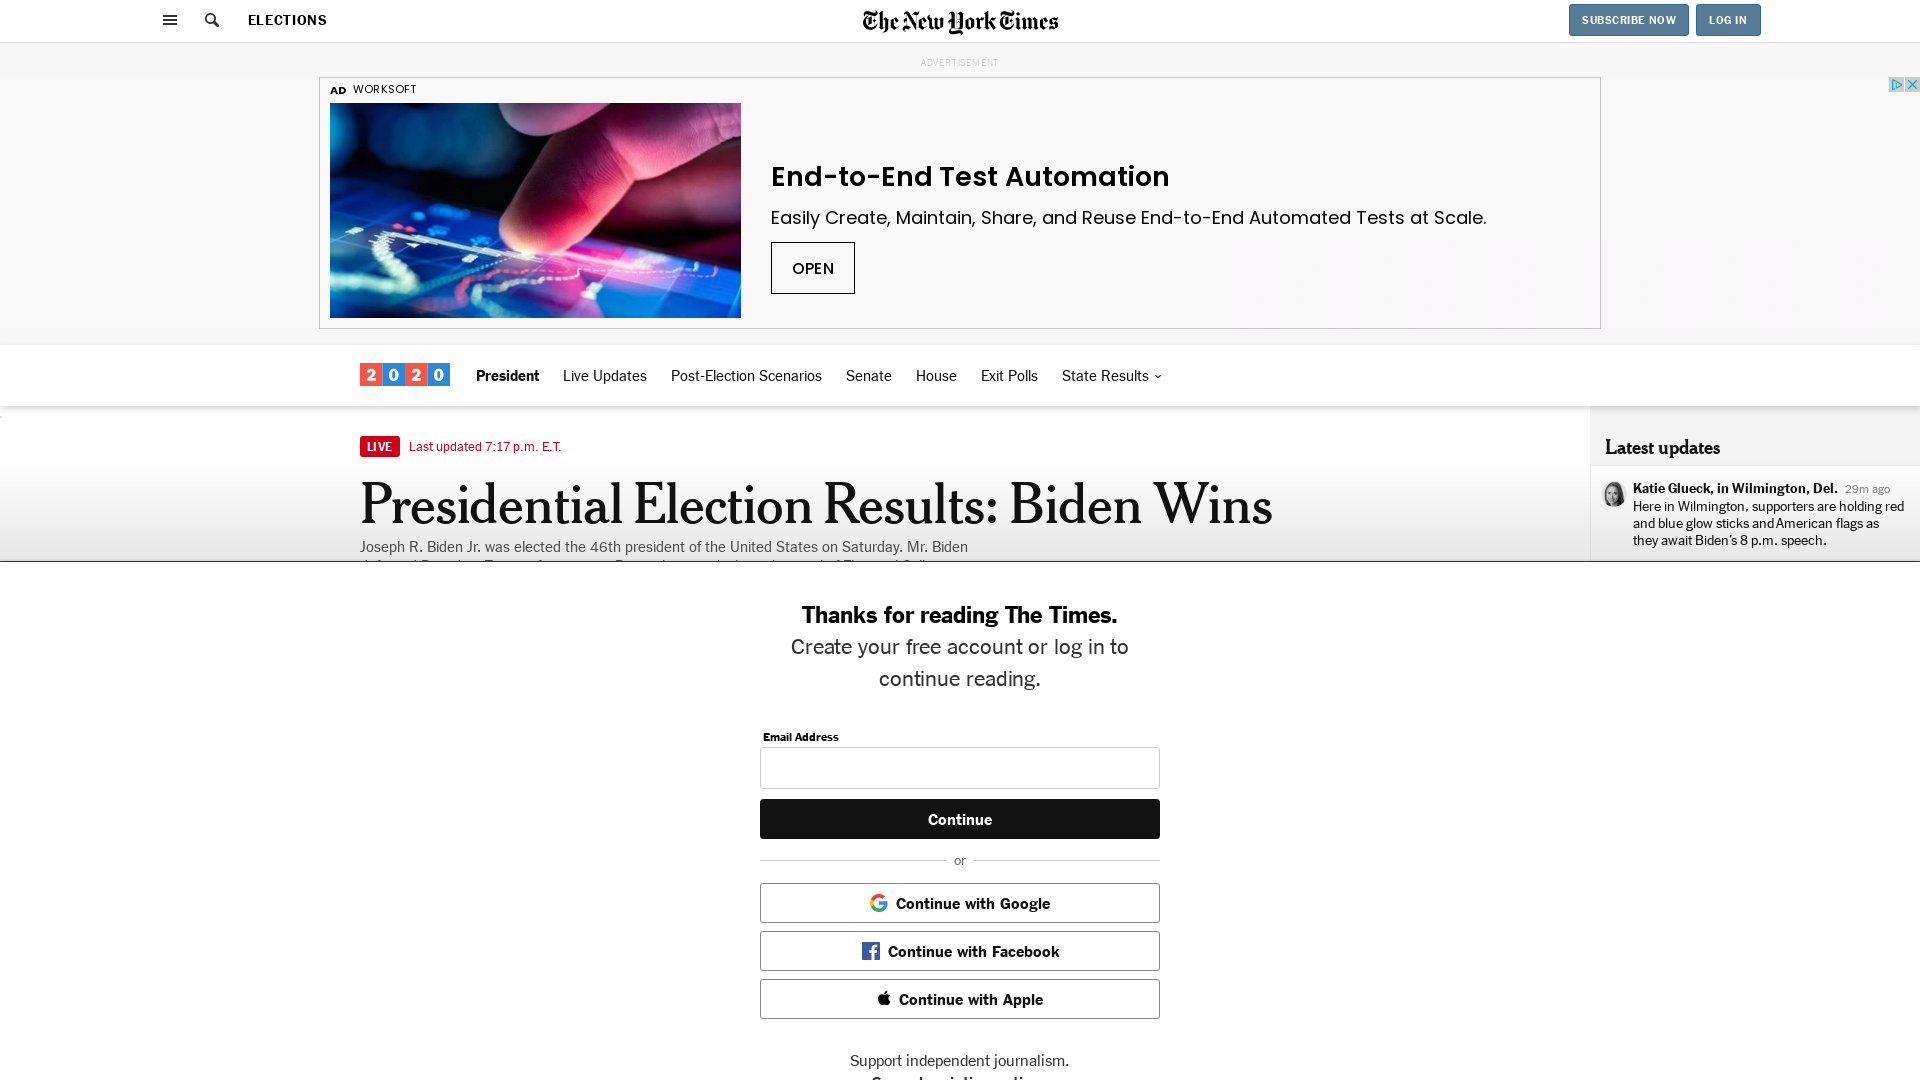 ELECTIONS
The New York Times
SUBSCRIBE NOW
LOG IN
ADVERTISEMENT
AD WORKSOFT
End-to-End Test Automation
Easily Create, Maintain, Share, and Reuse End-to-End Automated Tests at Scale.
OPEN
2020
President
Live Updates
Post-Election Scenarios
Senate
House
Exit Polls
State Results
LIVE Last updated 7:17 p.m. E.T.
Presidential Election Results: Biden Wins
Joseph R. Biden Jr. was elected the 46th president of the United States on Saturday. Mr. Biden
Latest updates
Katie Glueck, in Wilmington, Del. 29m ago
Here in Wilmington, supporters are holding red
and blue glow sticks and American flags as
they await Biden’s 8 p.m. speech.
Thanks for reading The Times.
Create your free account or log in to
continue reading.
Email Address
Continue
or
Continue with Google
Continue with Facebook
Continue with Apple
Support independent journalism.